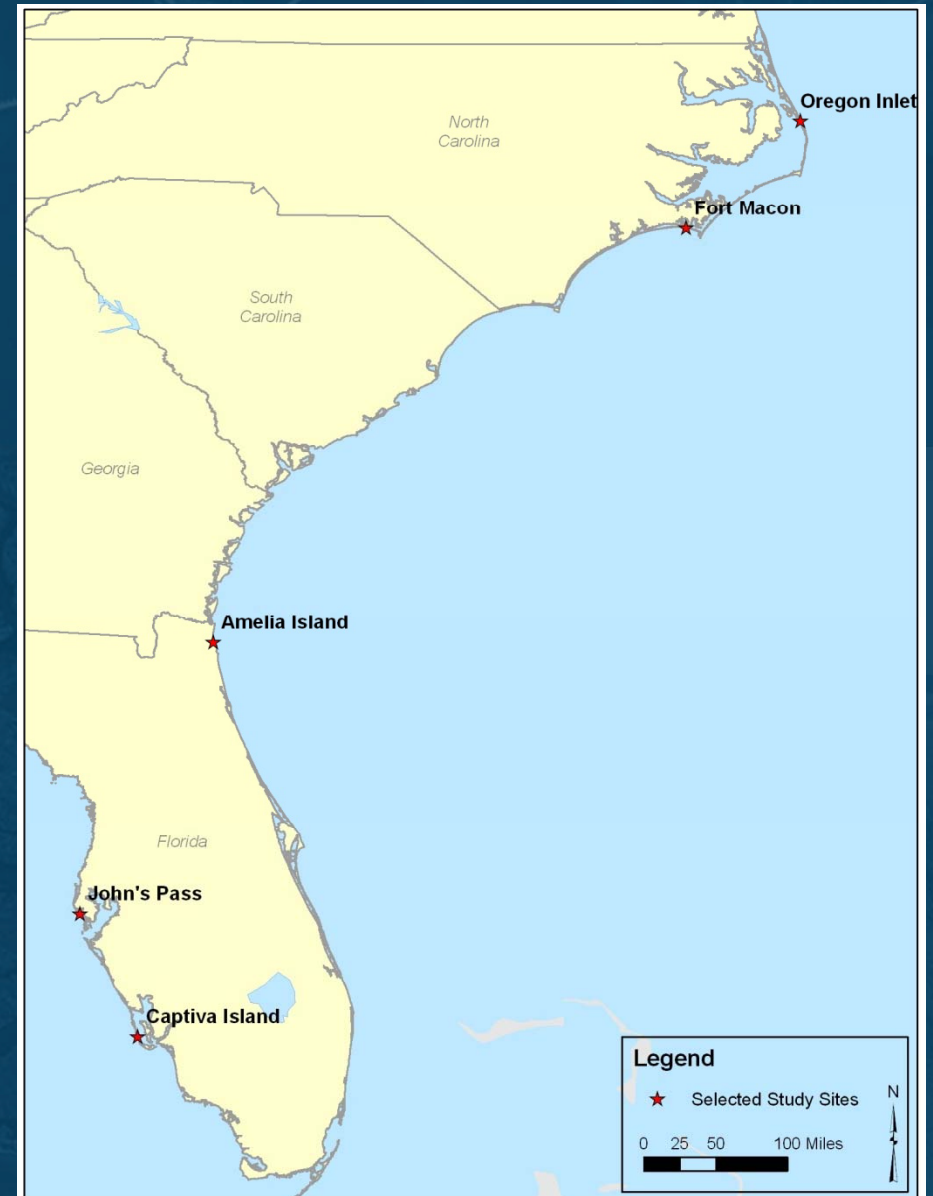 Oregon Inlet
North
Carolina
Fort Macon
South
Carolina
Georgia
Amelia Island
Florida
John's Pass
Captiva Island
Legend
Selected Study Sites
N
0 25 50 100 Miles